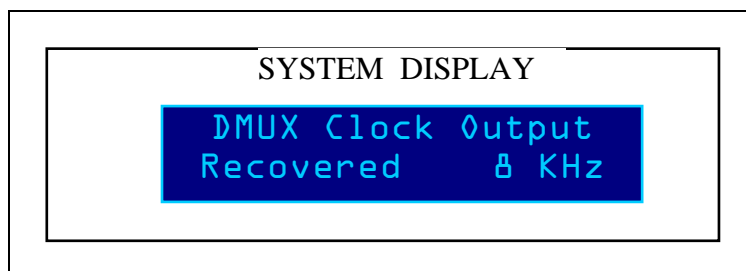 SYSTEM DISPLAY
DMUX Clock Output
Recovered 8 KHz